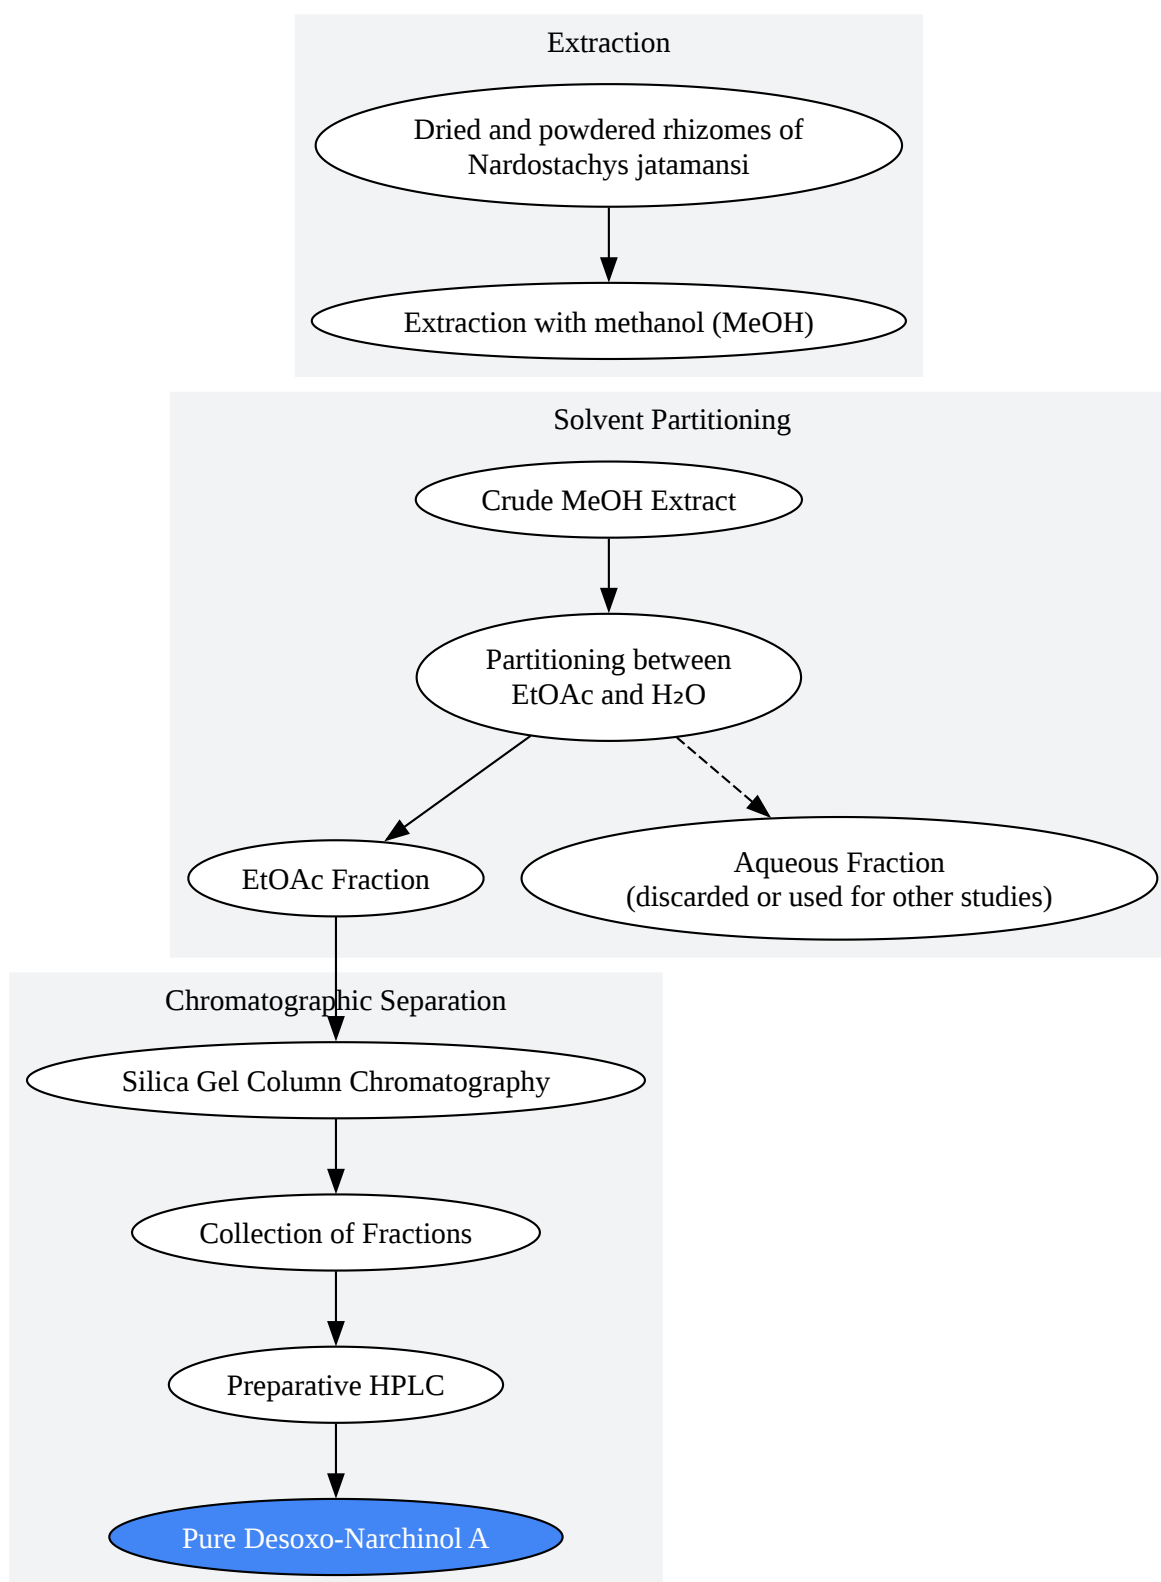 Extraction
Dried and powdered rhizomes of
Nardostachys jatamansi
Extraction with methanol (MeOH)
Solvent Partitioning
Crude MeOH Extract
Partitioning between
EtOAc and H₂O
EtOAc Fraction
Aqueous Fraction
(discarded or used for other studies)
Chromatographic Separation
Silica Gel Column Chromatography
Collection of Fractions
Preparative HPLC
Pure Desoxo-Narchinol A